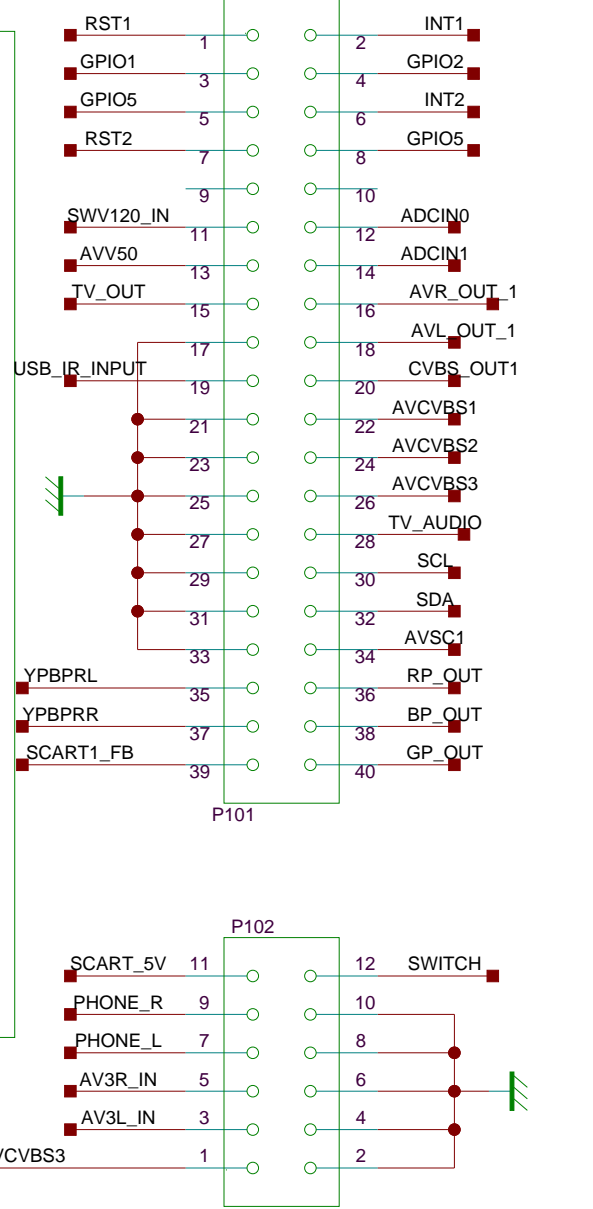 RST1 1 2 INT1
GPIO1 3 4 GPIO2
GPIO5 5 6 INT2
RST2 7 8 GPIO5
9 10
SWV120_IN 11 12 ADCIN0
AVV50 13 14 ADCIN1
TV_OUT 15 16 AVR_OUT_1
17 18 AVL_OUT_1
USB_IR_INPUT 19 20 CVBS_OUT1
21 22 AVCVBS1
23 24 AVCVBS2
25 26 AVCVBS3
27 28 TV_AUDIO
29 30 SCL
31 32 SDA
33 34 AVSC1
YPBPRL 35 36 RP_OUT
YPBPRR 37 38 BP_OUT
SCART1_FB 39 40 GP_OUT
P101
P102
SCART_5V 11 12 SWITCH
PHONE_R 9 10
PHONE_L 7 8
AV3R_IN 5 6
AV3L_IN 3 4
VCVBS3 1 2